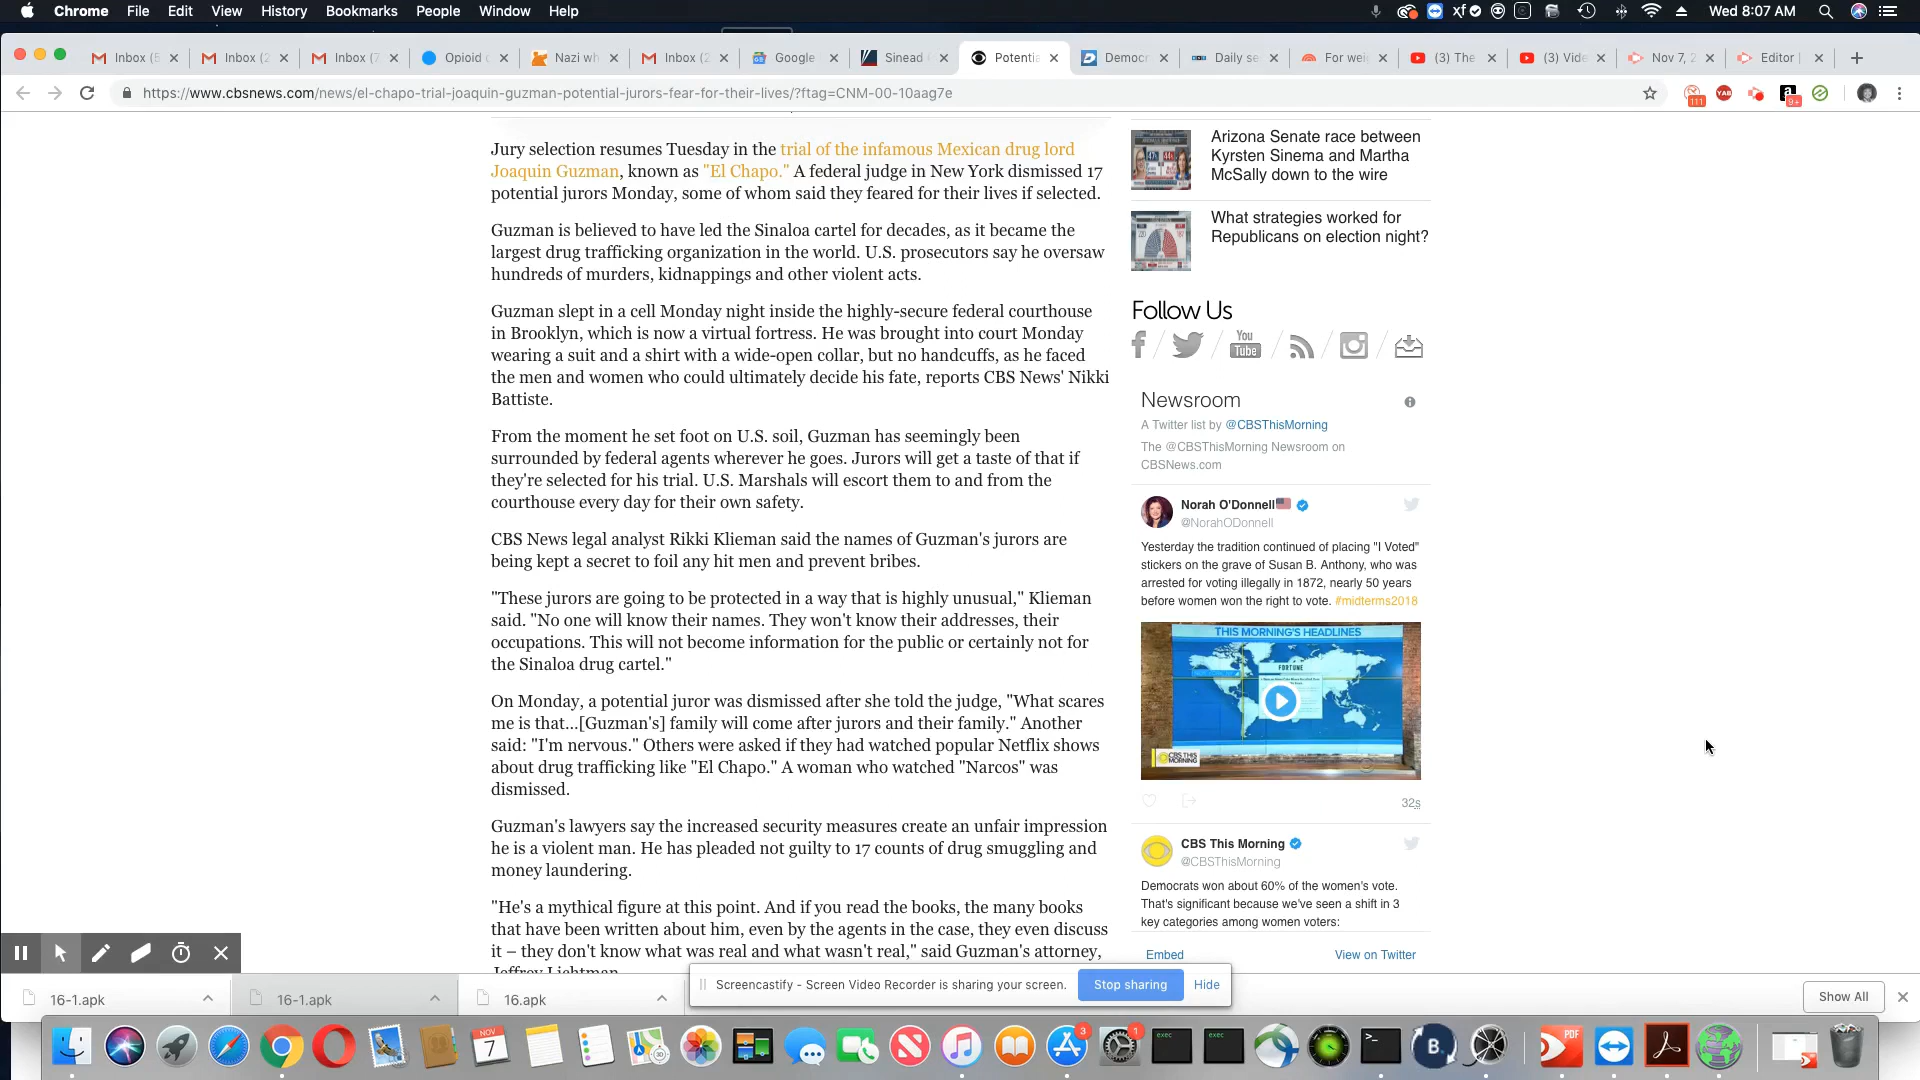 Chrome File Edit View History Bookmarks People Window Help
Wed 8:07 AM
Inbox (5
Inbox (2
Inbox (7
Opioid
Nazi wh
Inbox (2
Google
Sinead
Potentia
Democr
Daily se
For wei
(3) The
(3) Vide
Nov 7, 2
Editor
https://www.cbsnews.com/news/el-chapo-trial-joaquin-guzman-potential-jurors-fear-for-their-lives/?ftag=CNM-00-10aag7e
111
9+
Jury selection resumes Tuesday in the trial of the infamous Mexican drug lord
Joaquin Guzman, known as "El Chapo." A federal judge in New York dismissed 17
potential jurors Monday, some of whom said they feared for their lives if selected.
Guzman is believed to have led the Sinaloa cartel for decades, as it became the
largest drug trafficking organization in the world. U.S. prosecutors say he oversaw
hundreds of murders, kidnappings and other violent acts.
Guzman slept in a cell Monday night inside the highly-secure federal courthouse
in Brooklyn, which is now a virtual fortress. He was brought into court Monday
wearing a suit and a shirt with a wide-open collar, but no handcuffs, as he faced
the men and women who could ultimately decide his fate, reports CBS News' Nikki
Battiste.
From the moment he set foot on U.S. soil, Guzman has seemingly been
surrounded by federal agents wherever he goes. Jurors will get a taste of that if
they're selected for his trial. U.S. Marshals will escort them to and from the
courthouse every day for their own safety.
CBS News legal analyst Rikki Klieman said the names of Guzman's jurors are
being kept a secret to foil any hit men and prevent bribes.
"These jurors are going to be protected in a way that is highly unusual," Klieman
said. "No one will know their names. They won't know their addresses, their
occupations. This will not become information for the public or certainly not for
the Sinaloa drug cartel."
On Monday, a potential juror was dismissed after she told the judge, "What scares
me is that...[Guzman's] family will come after jurors and their family." Another
said: "I'm nervous." Others were asked if they had watched popular Netflix shows
about drug trafficking like "El Chapo." A woman who watched "Narcos" was
dismissed.
Guzman's lawyers say the increased security measures create an unfair impression
he is a violent man. He has pleaded not guilty to 17 counts of drug smuggling and
money laundering.
"He's a mythical figure at this point. And if you read the books, the many books
that have been written about him, even by the agents in the case, they even discuss
it – they don't know what was real and what wasn't real," said Guzman's attorney,
Jeffrey Lichtman
Arizona Senate race between
Kyrsten Sinema and Martha
McSally down to the wire
What strategies worked for
Republicans on election night?
Follow Us
You
Tube
Newsroom
A Twitter list by @CBSThisMorning
The @CBSThisMorning Newsroom on
CBSNews.com
Norah O'Donnell
@NorahODonnell
Yesterday the tradition continued of placing "I Voted"
stickers on the grave of Susan B. Anthony, who was
arrested for voting illegally in 1872, nearly 50 years
before women won the right to vote. #midterms2018
THIS MORNING'S HEADLINES
FORTUNE
CBS THIS
MORNING
32s
CBS This Morning
@CBSThisMorning
Democrats won about 60% of the women's vote.
That's significant because we've seen a shift in 3
key categories among women voters:
Embed
View on Twitter
Screencastify - Screen Video Recorder is sharing your screen.
Stop sharing
Hide
16-1.apk
16-1.apk
16.apk
Show All
NOV
7
3
1
exec
exec
B.
PDF